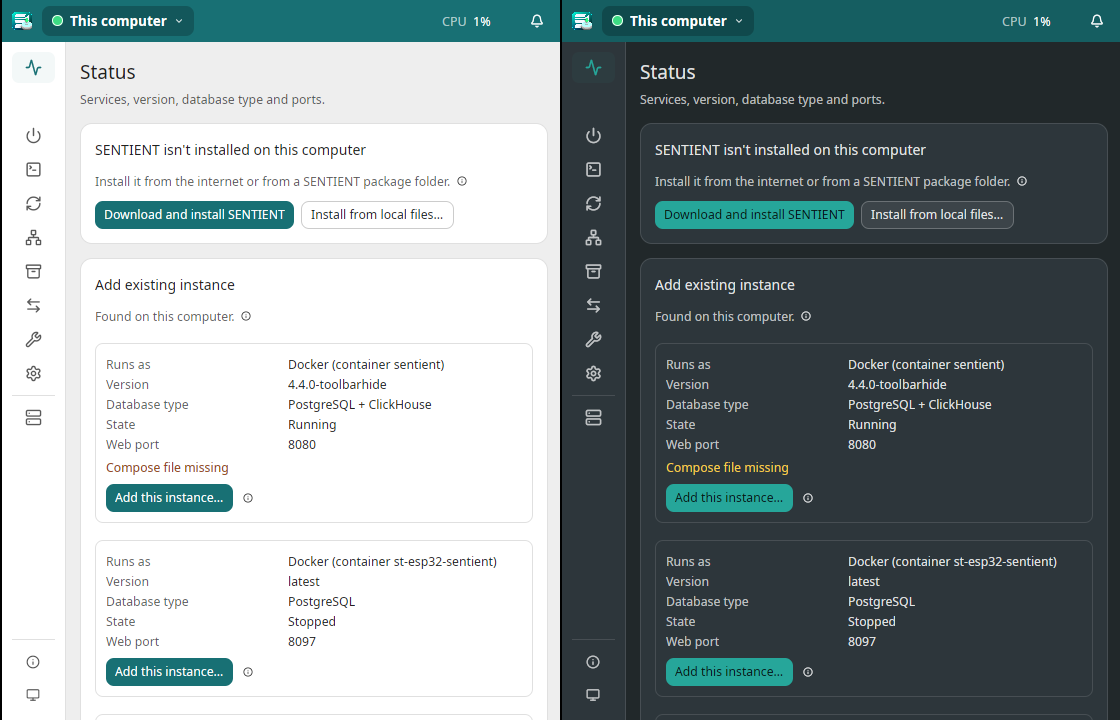 This computer
CPU 1%
Status
Services, version, database type and ports.
SENTIENT isn't installed on this computer
Install it from the internet or from a SENTIENT package folder.
Download and install SENTIENT
Install from local files...
Add existing instance
Found on this computer.
Runs as Docker (container sentient)
Version 4.4.0-toolbarhide
Database type PostgreSQL + ClickHouse
State Running
Web port 8080
Compose file missing
Add this instance...
Runs as Docker (container st-esp32-sentient)
Version latest
Database type PostgreSQL
State Stopped
Web port 8097
Add this instance...
This computer
CPU 1%
Status
Services, version, database type and ports.
SENTIENT isn't installed on this computer
Install it from the internet or from a SENTIENT package folder.
Download and install SENTIENT
Install from local files...
Add existing instance
Found on this computer.
Runs as Docker (container sentient)
Version 4.4.0-toolbarhide
Database type PostgreSQL + ClickHouse
State Running
Web port 8080
Compose file missing
Add this instance...
Runs as Docker (container st-esp32-sentient)
Version latest
Database type PostgreSQL
State Stopped
Web port 8097
Add this instance...